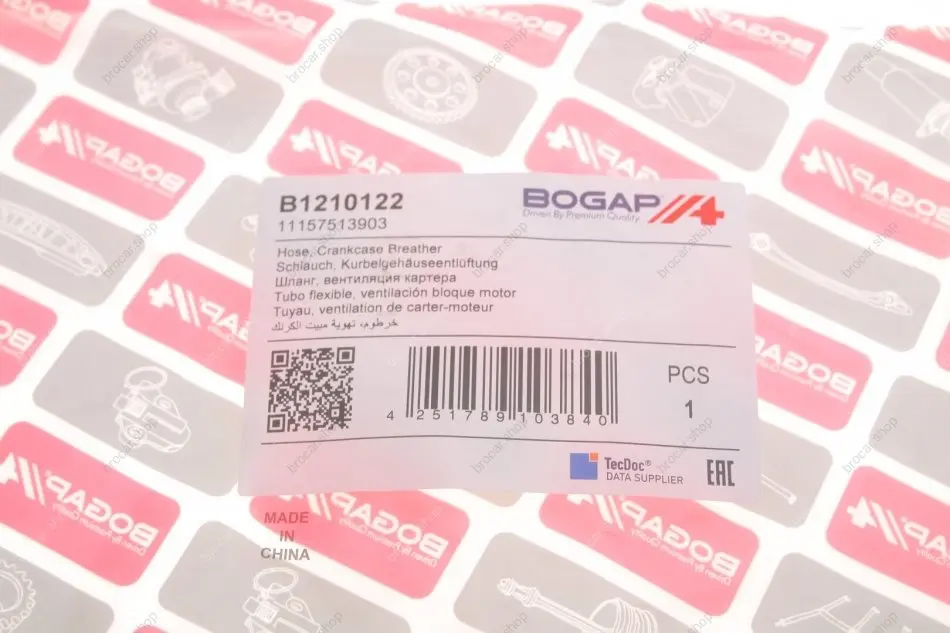 B1210122
11157513903
BOGAP
Driven By Premium Quality
Hose, Crankcase Breather
Schlauch, Kurbelgehäuseentlüftung
Шланг, вентиляция картера
Tubo flexible, ventilación bloque motor
Tuyau, ventilation de carter-moteur
خرطوم، تهوية مبيت الكرنك
4 251789 103840
PCS
1
TecDoc®
DATA SUPPLIER
EAC
MADE
IN
CHINA
brocar.shop